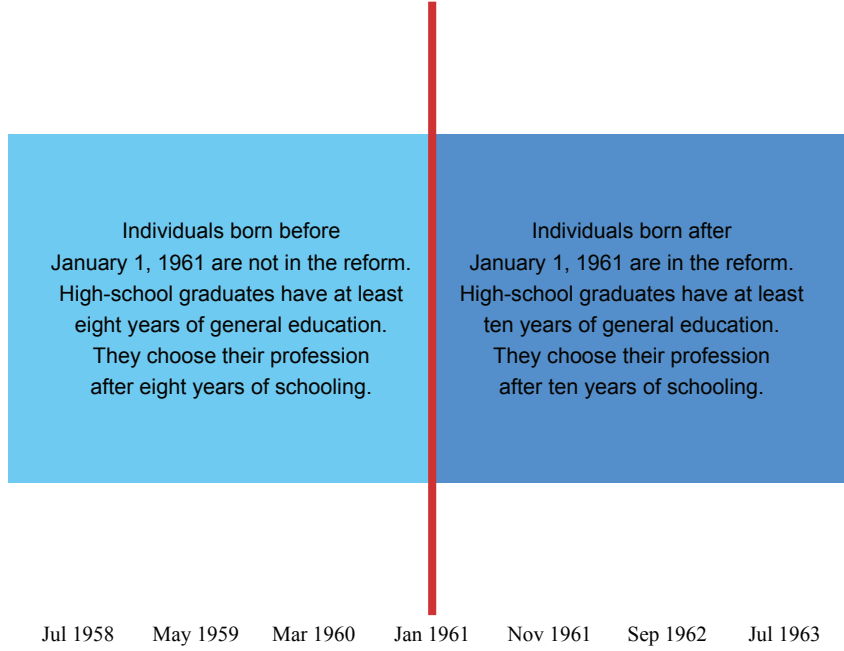 Individuals born before
January 1, 1961 are not in the reform.
High-school graduates have at least
eight years of general education.
They choose their profession
after eight years of schooling.
Individuals born after
January 1, 1961 are in the reform.
High-school graduates have at least
ten years of general education.
They choose their profession
after ten years of schooling.
Jul 1958 May 1959 Mar 1960 Jan 1961 Nov 1961 Sep 1962 Jul 1963